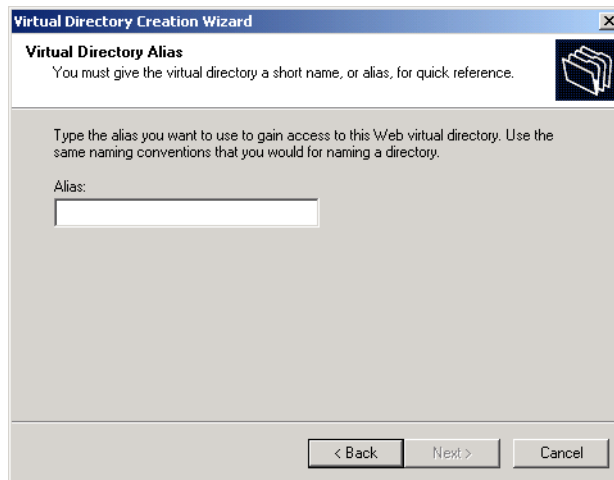 Virtual Directory Creation Wizard
Virtual Directory Alias
You must give the virtual directory a short name, or alias, for quick reference.
Type the alias you want to use to gain access to this Web virtual directory. Use the
same naming conventions that you would for naming a directory.
Alias:
< Back Next > Cancel